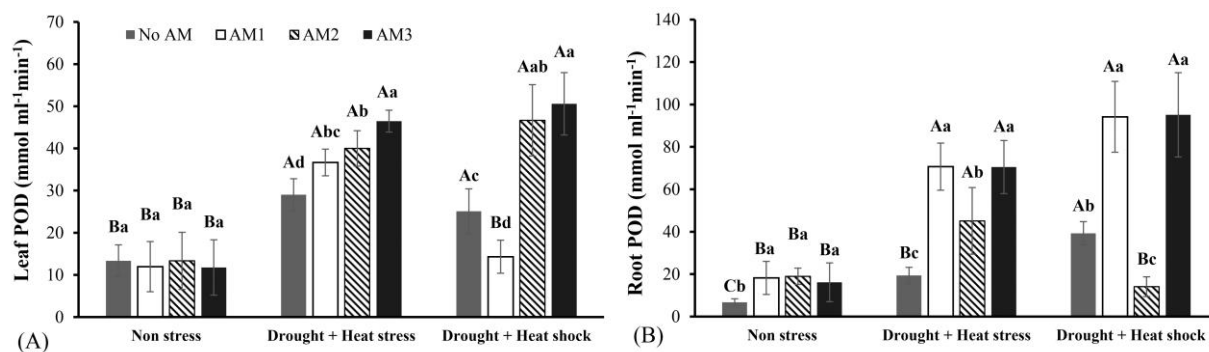 Leaf POD (mmol ml⁻¹min⁻¹)
70
60
50
40
30
20
10
0
No AM AM1 AM2 AM3
Ba Ba Ba Ba
Ad Abc Ab Aa
Ac Bd Aab Aa
Non stress Drought + Heat stress Drought + Heat shock
(A)
Root POD (mmol ml⁻¹min⁻¹)
140
120
100
80
60
40
20
0
Cb Ba Ba Ba
Aa Ab Aa
Ab Aa Bc Aa
Non stress Drought + Heat stress Drought + Heat shock
(B)